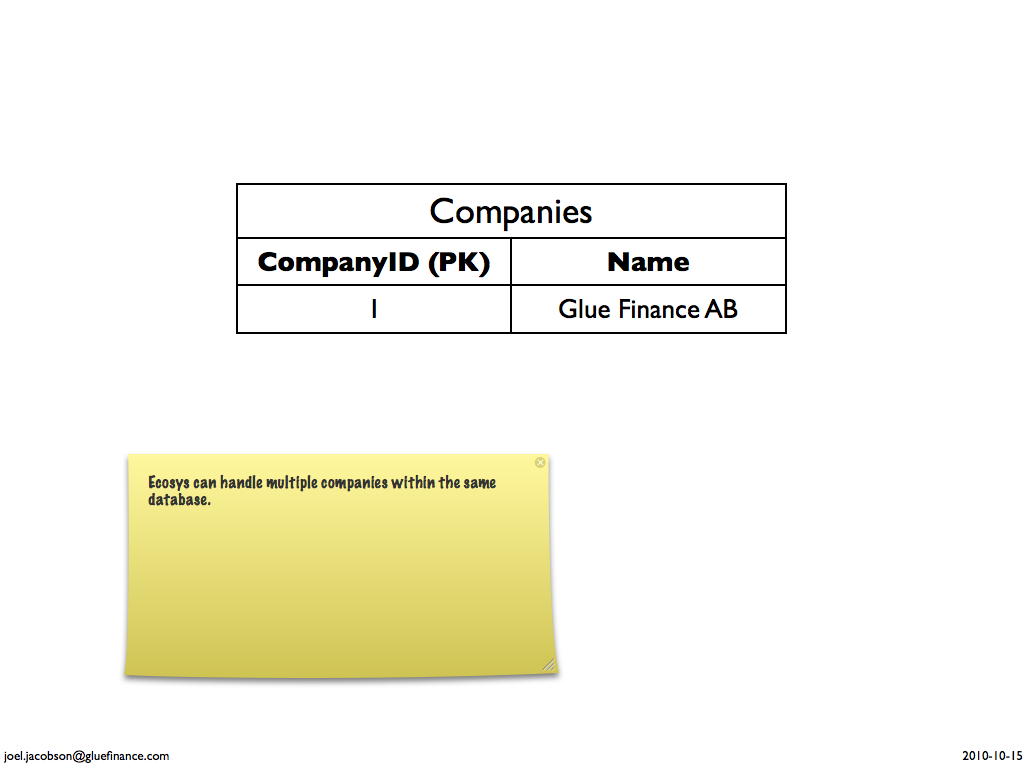 Companies
CompanyID (PK) Name
1 Glue Finance AB
Ecosys can handle multiple companies within the same
database.
joel.jacobson@gluefinance.com 2010-10-15